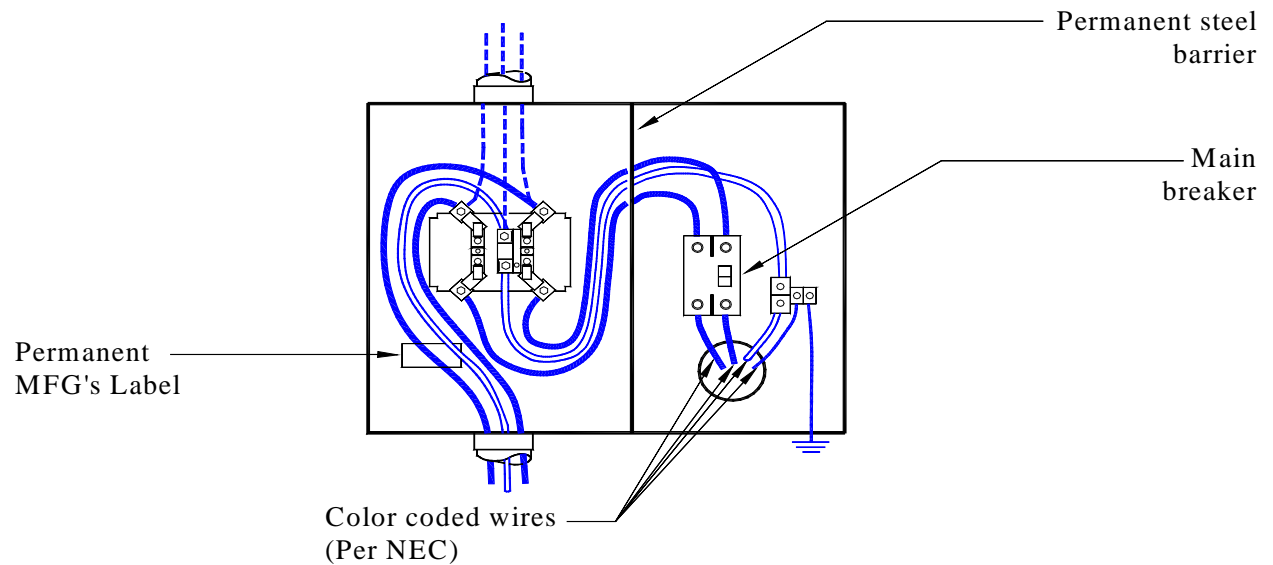 Permanent steel
barrier
Main
breaker
Permanent
MFG's Label
Color coded wires
(Per NEC)